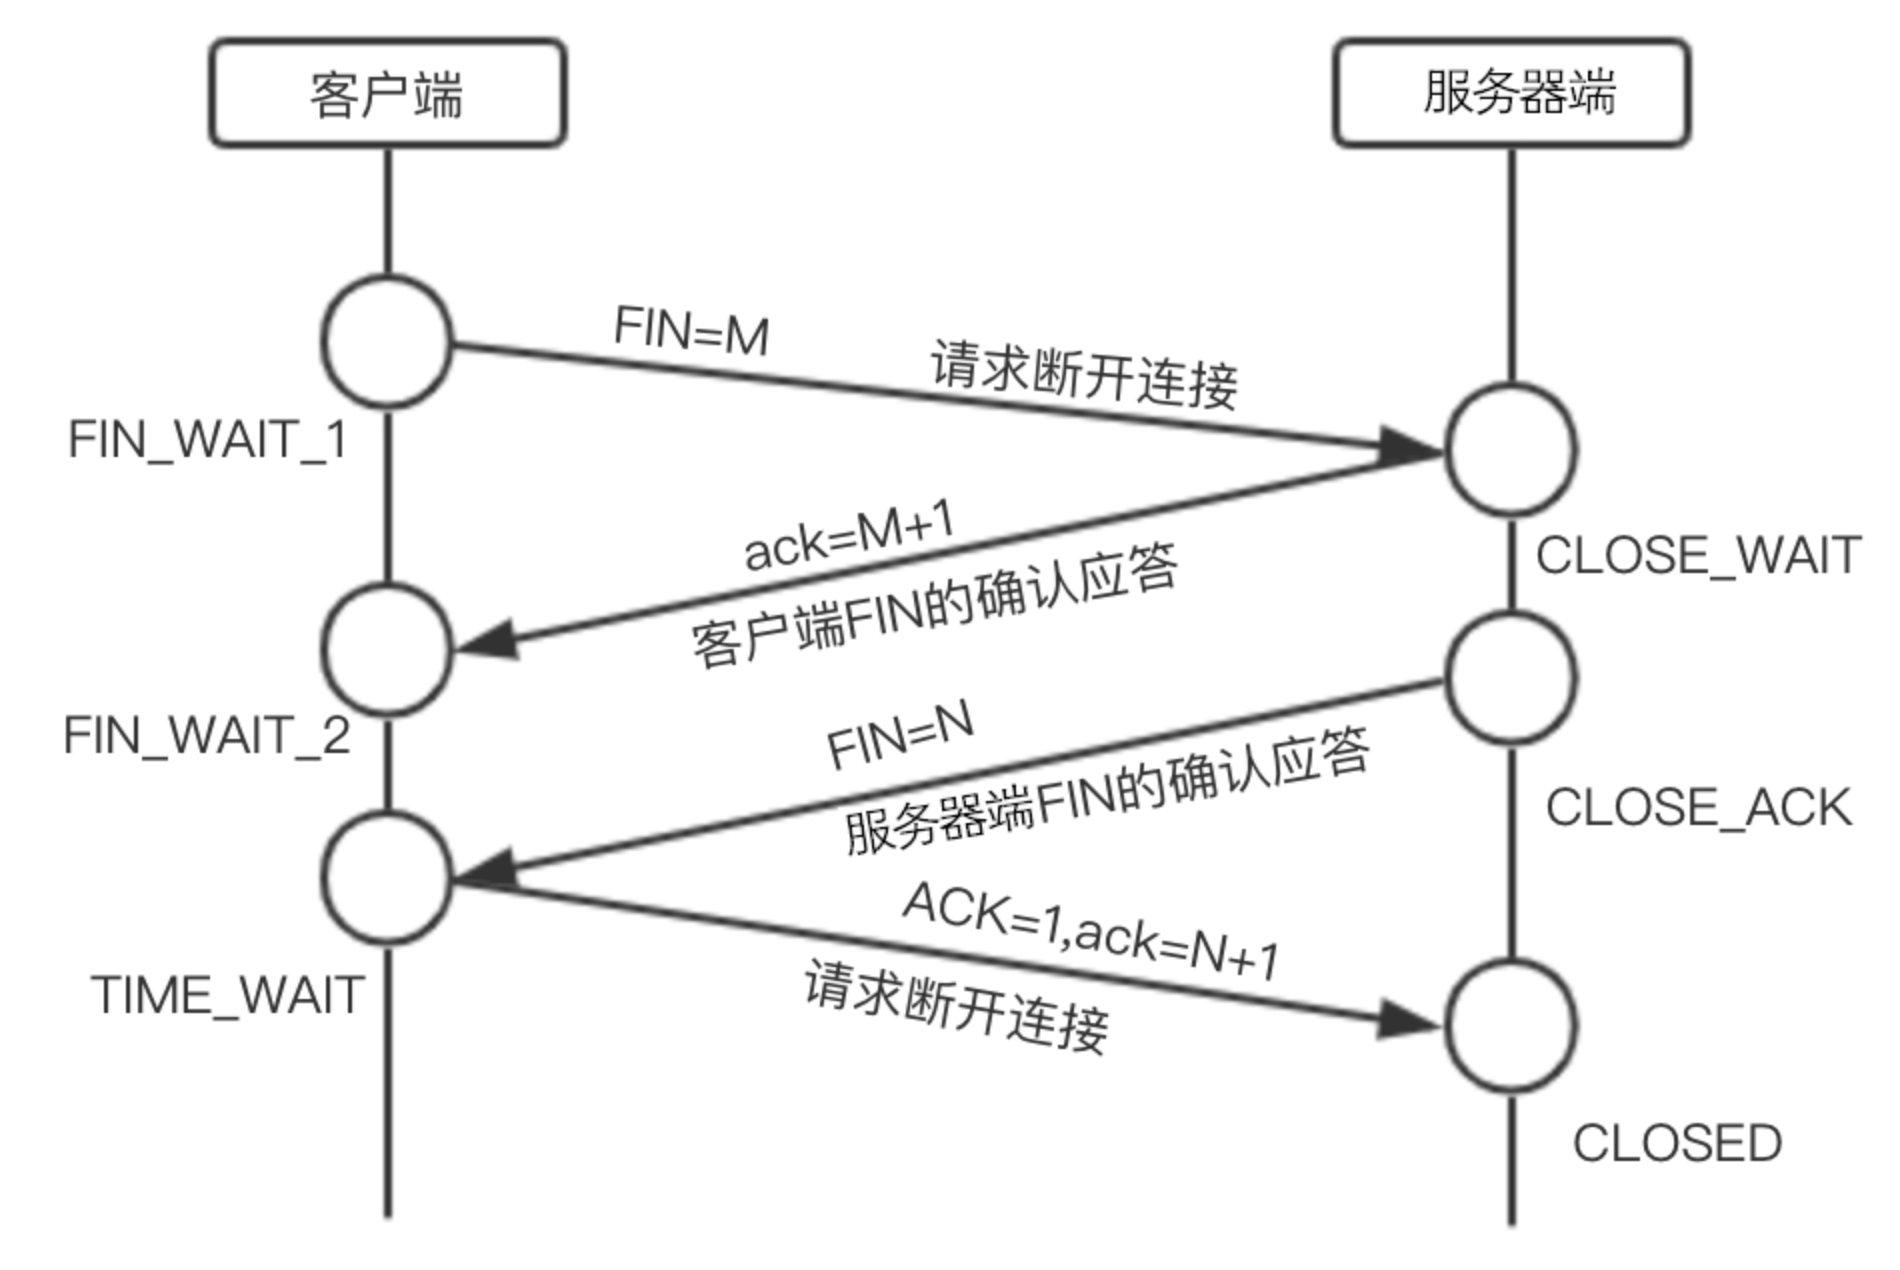 客户端
服务器端
FIN=M
请求断开连接
FIN_WAIT_1
ack=M+1
客户端FIN的确认应答
CLOSE_WAIT
FIN_WAIT_2
FIN=N
服务器端FIN的确认应答
CLOSE_ACK
ACK=1,ack=N+1
请求断开连接
TIME_WAIT
CLOSED